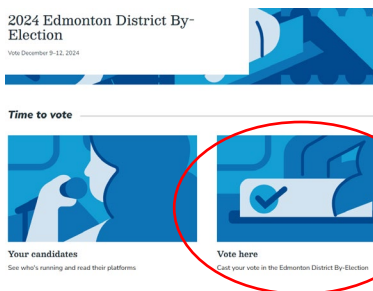 2024 Edmonton District By-
Election
Vote December 9-12, 2024
Time to vote
Your candidates
See who's running and read their platforms
Vote here
Cast your vote in the Edmonton District By-Election